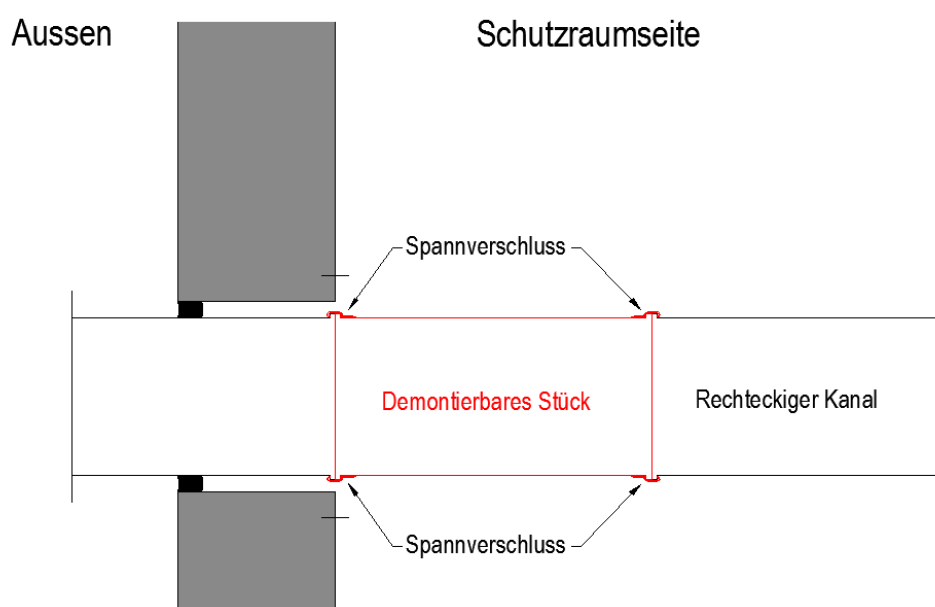 Aussen
Schutzraumseite
Spannverschluss
Demontierbares Stück
Rechteckiger Kanal
Spannverschluss